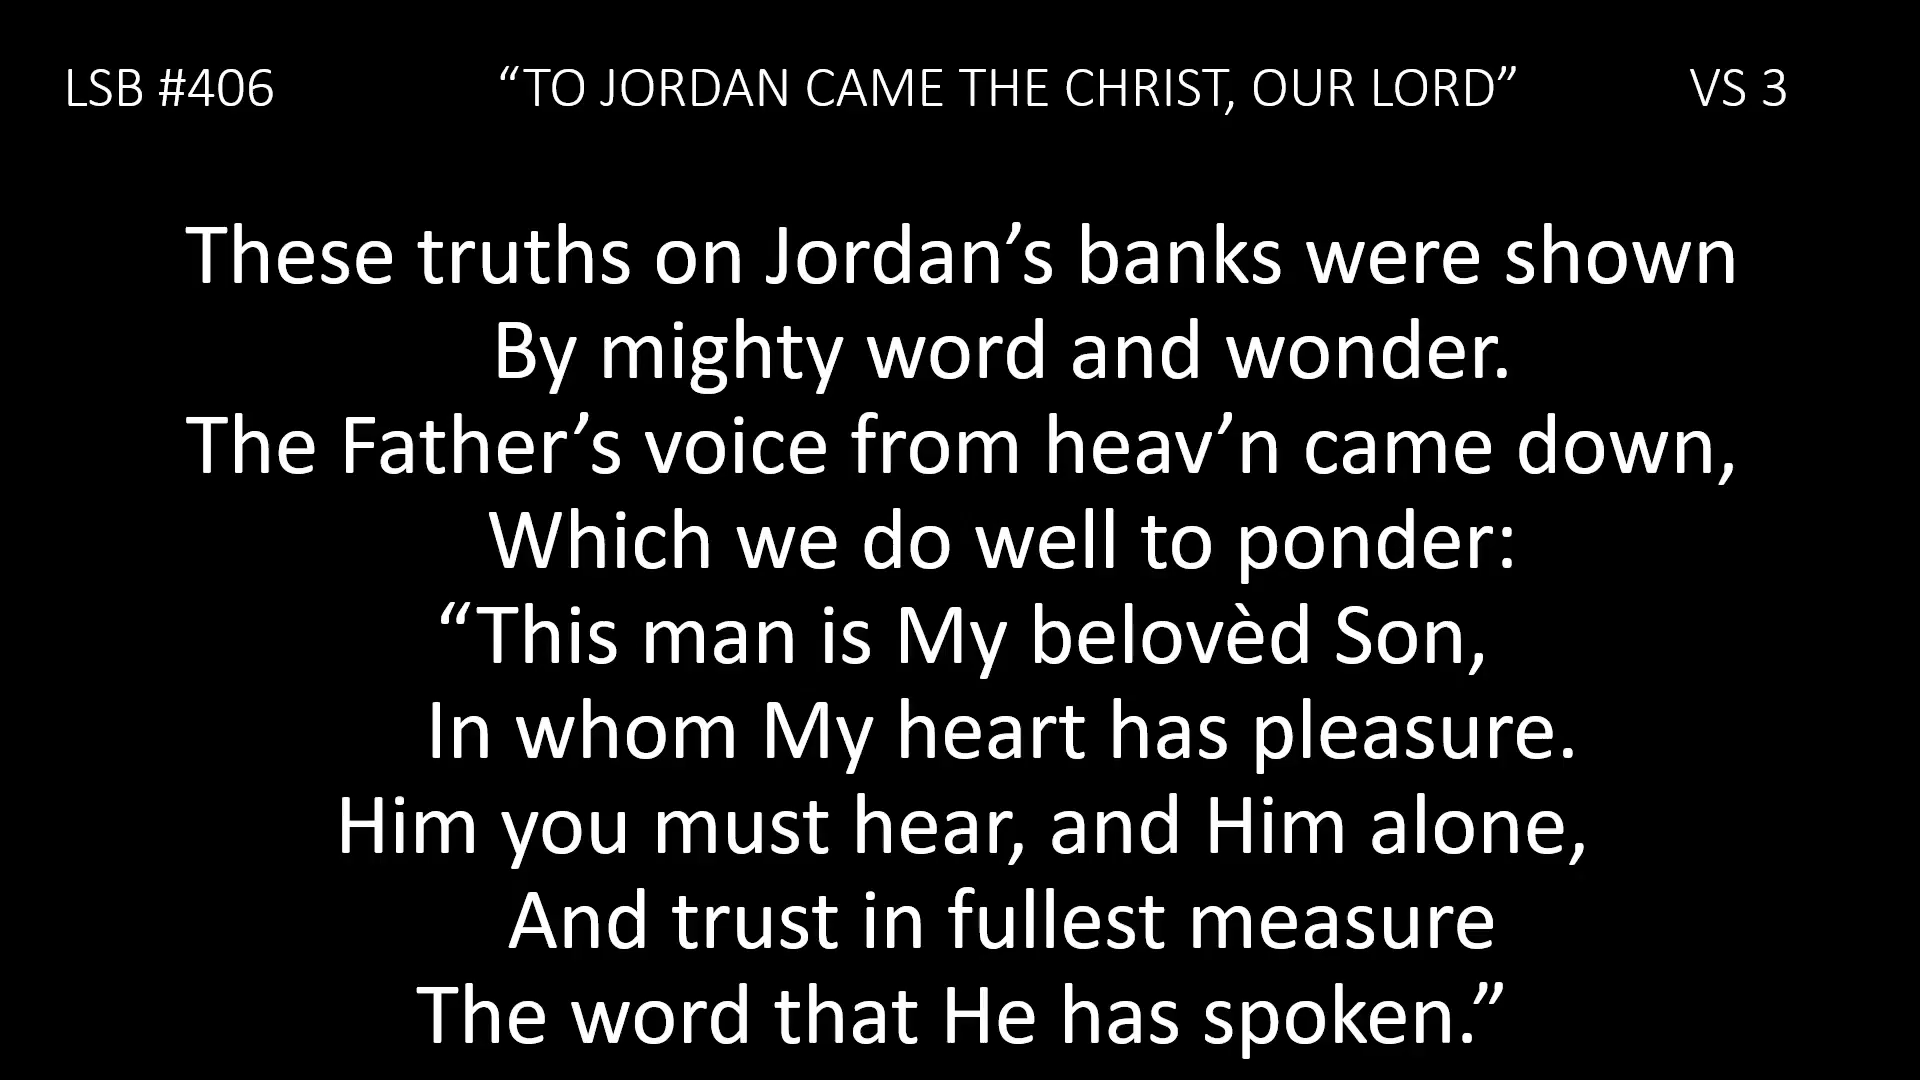 LSB #406 “TO JORDAN CAME THE CHRIST, OUR LORD” VS 3
These truths on Jordan’s banks were shown
By mighty word and wonder.
The Father’s voice from heav’n came down,
Which we do well to ponder:
“This man is My belovèd Son,
In whom My heart has pleasure.
Him you must hear, and Him alone,
And trust in fullest measure
The word that He has spoken.”